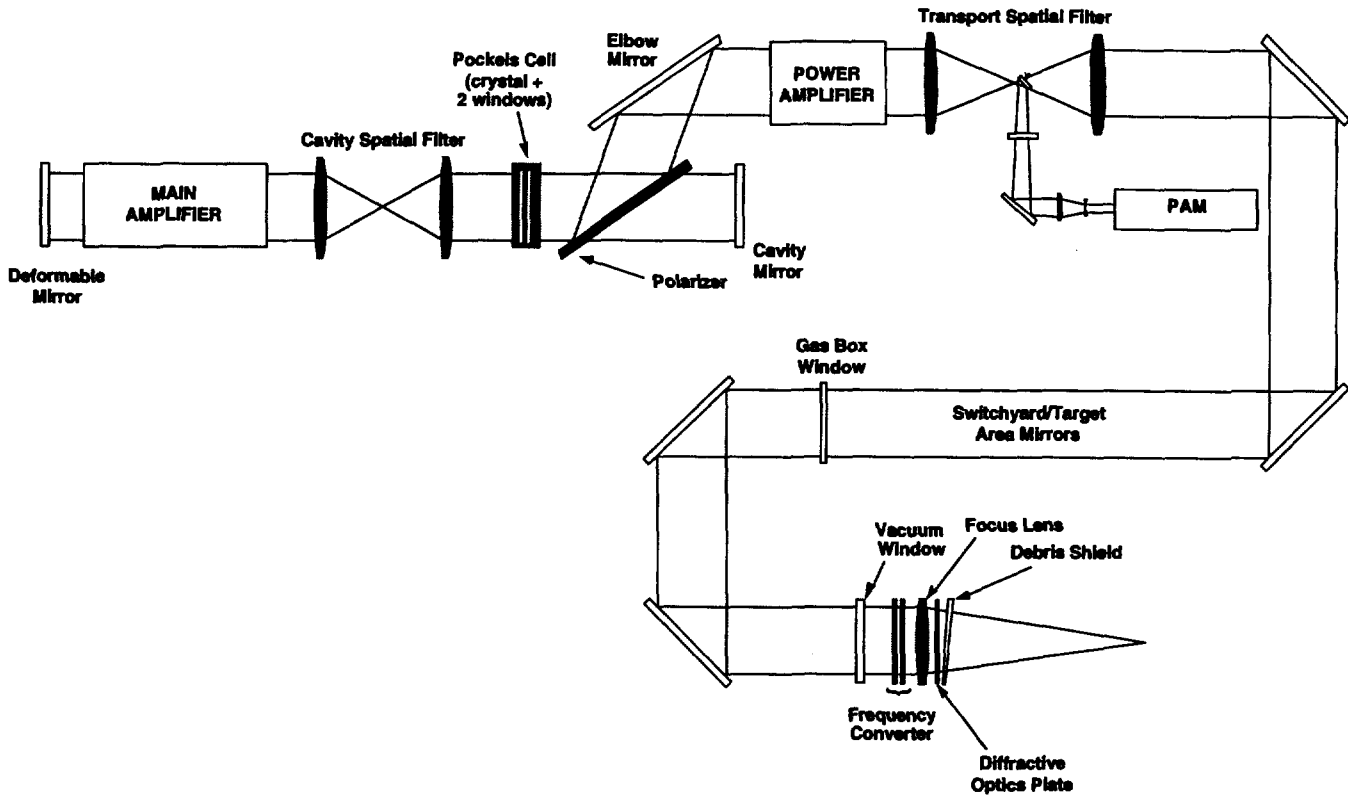 Transport Spatial Filter
Elbow
Mirror
Pockels Cell
(crystal +
2 windows)
POWER
AMPLIFIER
Cavity Spatial Filter
MAIN
AMPLIFIER
PAM
Deformable
Mirror
Cavity
Mirror
Polarizer
Gas Box
Window
Switchyard/Target
Area Mirrors
Vacuum
Window
Focus Lens
Debris Shield
Frequency
Converter
Diffractive
Optics Plate